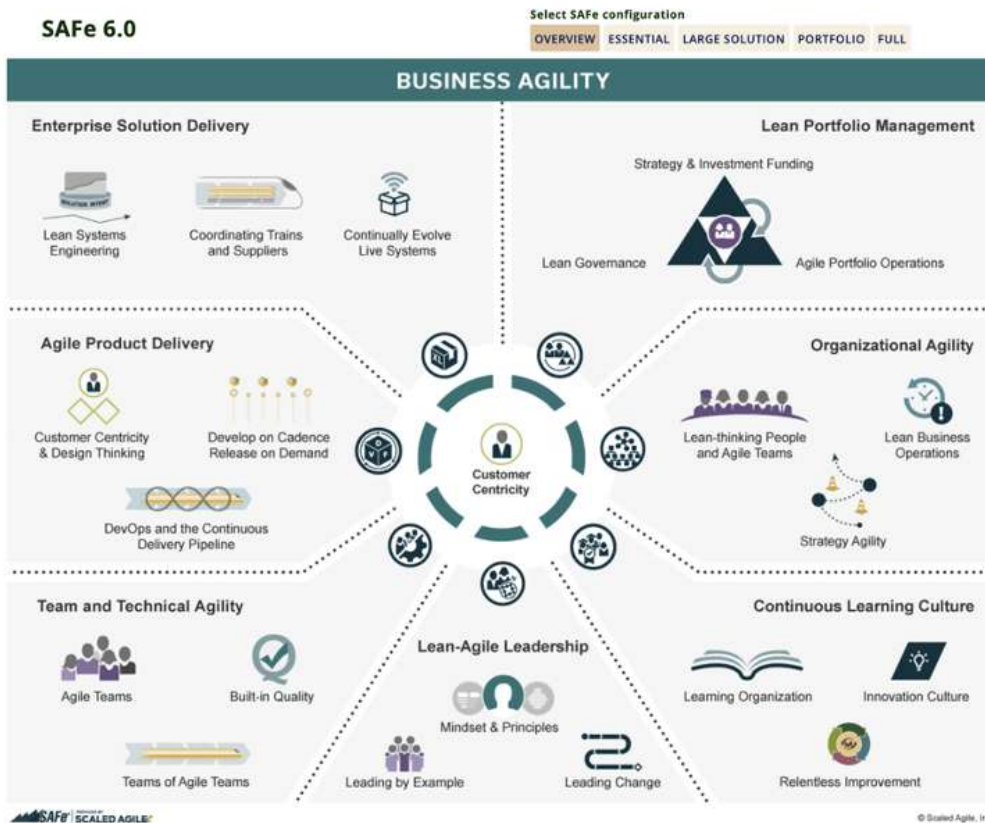 SAFe 6.0
Select SAFe configuration
OVERVIEW ESSENTIAL LARGE SOLUTION PORTFOLIO FULL
BUSINESS AGILITY
Enterprise Solution Delivery
Lean Systems
Engineering
Coordinating Trains
and Suppliers
Continually Evolve
Live Systems
Lean Portfolio Management
Strategy & Investment Funding
Lean Governance
Agile Portfolio Operations
Agile Product Delivery
Customer Centricity
& Design Thinking
Develop on Cadence
Release on Demand
DevOps and the Continuous
Delivery Pipeline
Customer
Centricity
Organizational Agility
Lean-thinking People
and Agile Teams
Lean Business
Operations
Strategy Agility
Team and Technical Agility
Agile Teams
Built-in Quality
Teams of Agile Teams
Lean-Agile Leadership
Mindset & Principles
Leading by Example
Leading Change
Continuous Learning Culture
Learning Organization
Innovation Culture
Relentless Improvement
SAFe SCALED AGILE
© Scaled Agile, In